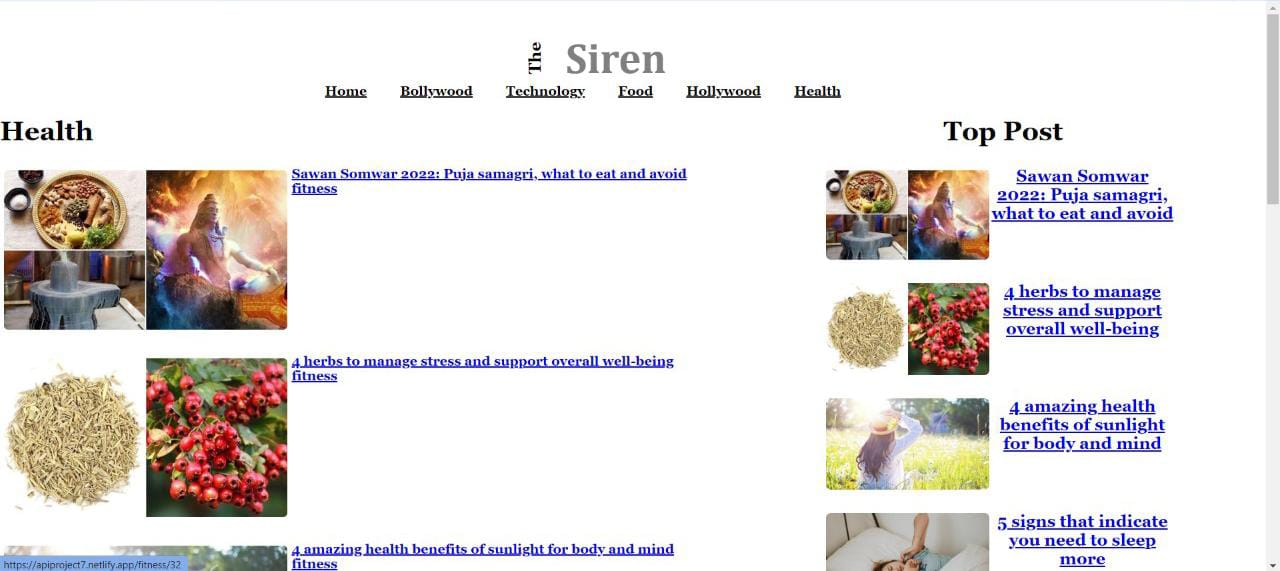 The Siren
Home Bollywood Technology Food Hollywood Health
Health
Sawan Somwar 2022: Puja samagri, what to eat and avoid
fitness
4 herbs to manage stress and support overall well-being
fitness
4 amazing health benefits of sunlight for body and mind
fitness
Top Post
Sawan Somwar
2022: Puja samagri,
what to eat and avoid
4 herbs to manage
stress and support
overall well-being
4 amazing health
benefits of sunlight
for body and mind
5 signs that indicate
you need to sleep
more
https://apiproject7.netlify.app/fitness/32